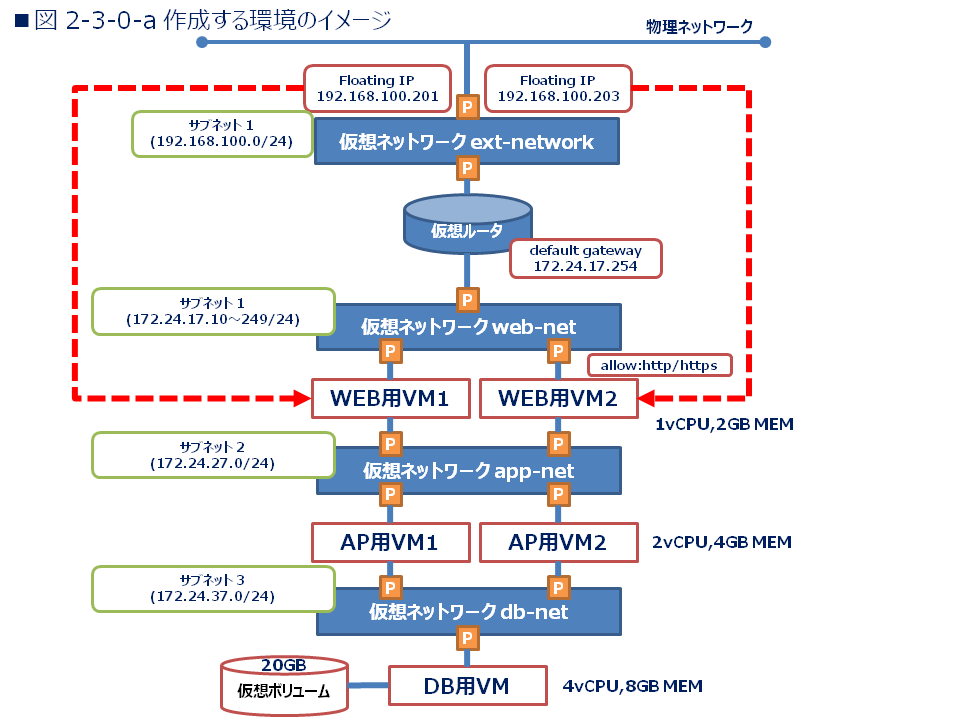 ■図 2-3-0-a 作成する環境のイメージ
物理ネットワーク
Floating IP
192.168.100.201
Floating IP
192.168.100.203
P
サブネット1
(192.168.100.0/24)
仮想ネットワーク ext-network
P
仮想ルータ
default gateway
172.24.17.254
P
サブネット1
(172.24.17.10～249/24)
仮想ネットワーク web-net
P
P
allow:http/https
WEB用VM1
WEB用VM2
1vCPU,2GB MEM
P
P
サブネット2
(172.24.27.0/24)
仮想ネットワーク app-net
P
P
AP用VM1
AP用VM2
2vCPU,4GB MEM
P
P
サブネット3
(172.24.37.0/24)
仮想ネットワーク db-net
P
20GB
仮想ボリューム
DB用VM
4vCPU,8GB MEM